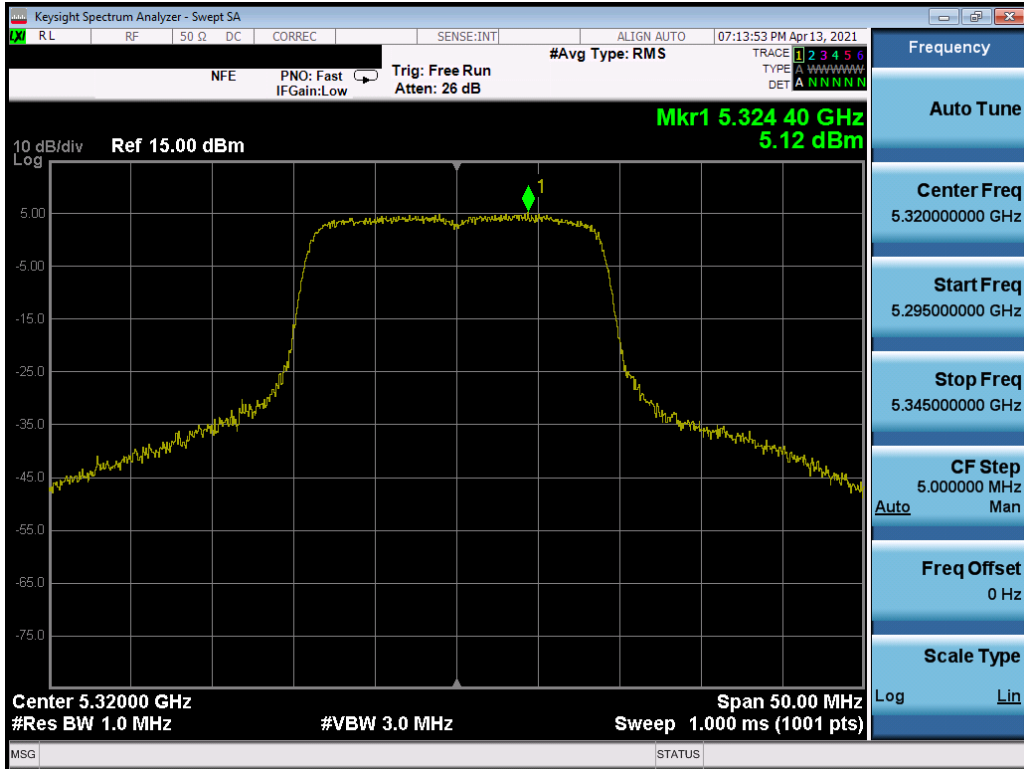 Keysight Spectrum Analyzer - Swept SA
LXI RL RF 50 Ω DC CORREC SENSE:INT ALIGN AUTO 07:13:53 PM Apr 13, 2021
NFE PNO: Fast Trig: Free Run #Avg Type: RMS TRACE 1 2 3 4 5 6
IFGain:Low Atten: 26 dB TYPE A WWWWW
DET A N N N N N
Mkr1 5.324 40 GHz
5.12 dBm
10 dB/div Ref 15.00 dBm
Log
1
5.00
-5.00
-15.0
-25.0
-35.0
-45.0
-55.0
-65.0
-75.0
Center 5.32000 GHz Span 50.00 MHz
#Res BW 1.0 MHz #VBW 3.0 MHz Sweep 1.000 ms (1001 pts)
MSG STATUS
Frequency
Auto Tune
Center Freq
5.320000000 GHz
Start Freq
5.295000000 GHz
Stop Freq
5.345000000 GHz
CF Step
5.000000 MHz
Auto Man
Freq Offset
0 Hz
Scale Type
Log Lin